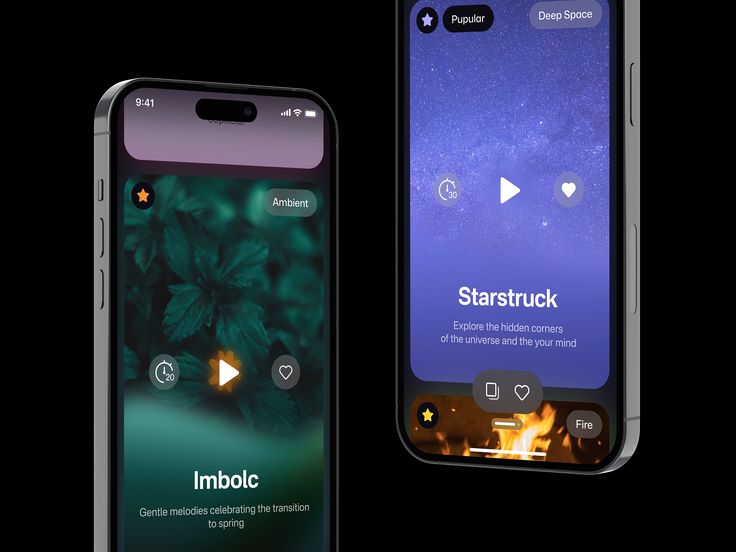 9:41
Ambient
20
Imbolc
Gentle melodies celebrating the transition
to spring
Pupular
Deep Space
30
Starstruck
Explore the hidden corners
of the universe and the your mind
Fire